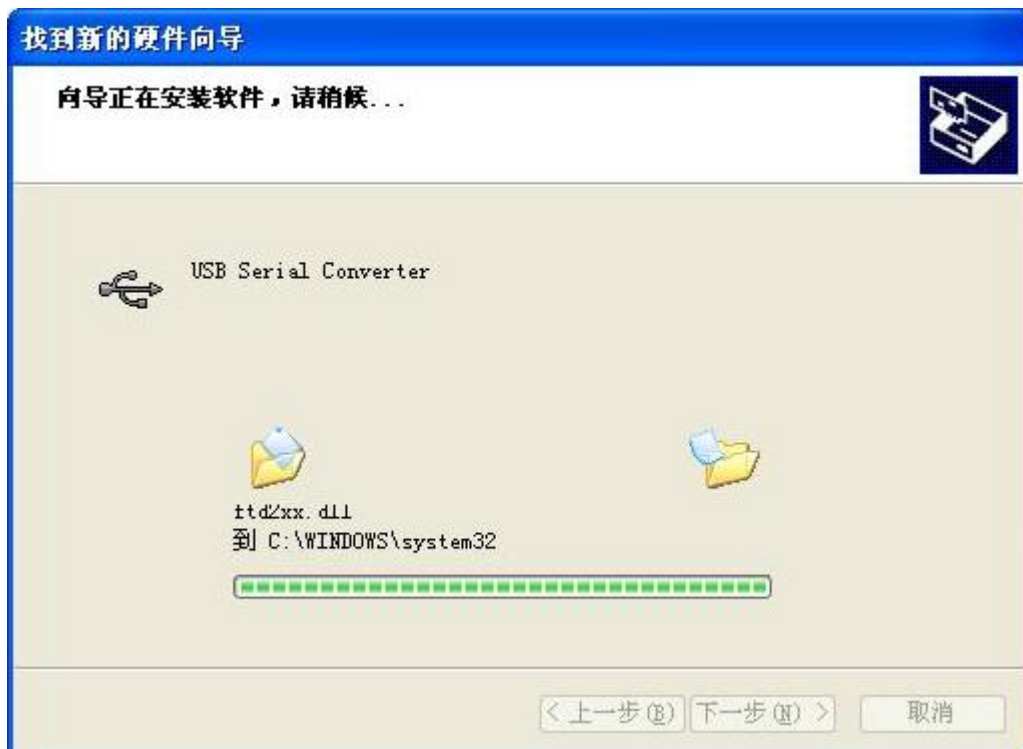 找到新的硬件向导
向导正在安装软件，请稍候...
USB Serial Converter
ftd2xx.dll
到 C:\WINDOWS\system32
< 上一步(B) 下一步(N) > 取消